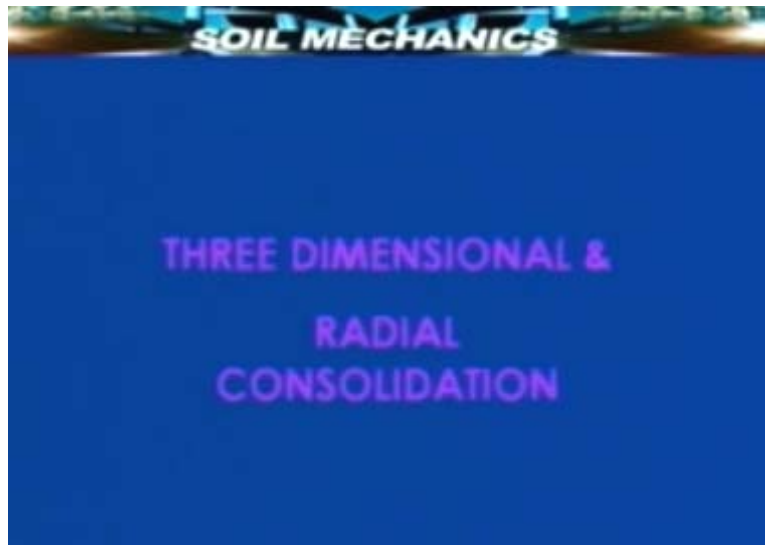 SOIL MECHANICS
THREE DIMENSIONAL &
RADIAL
CONSOLIDATION